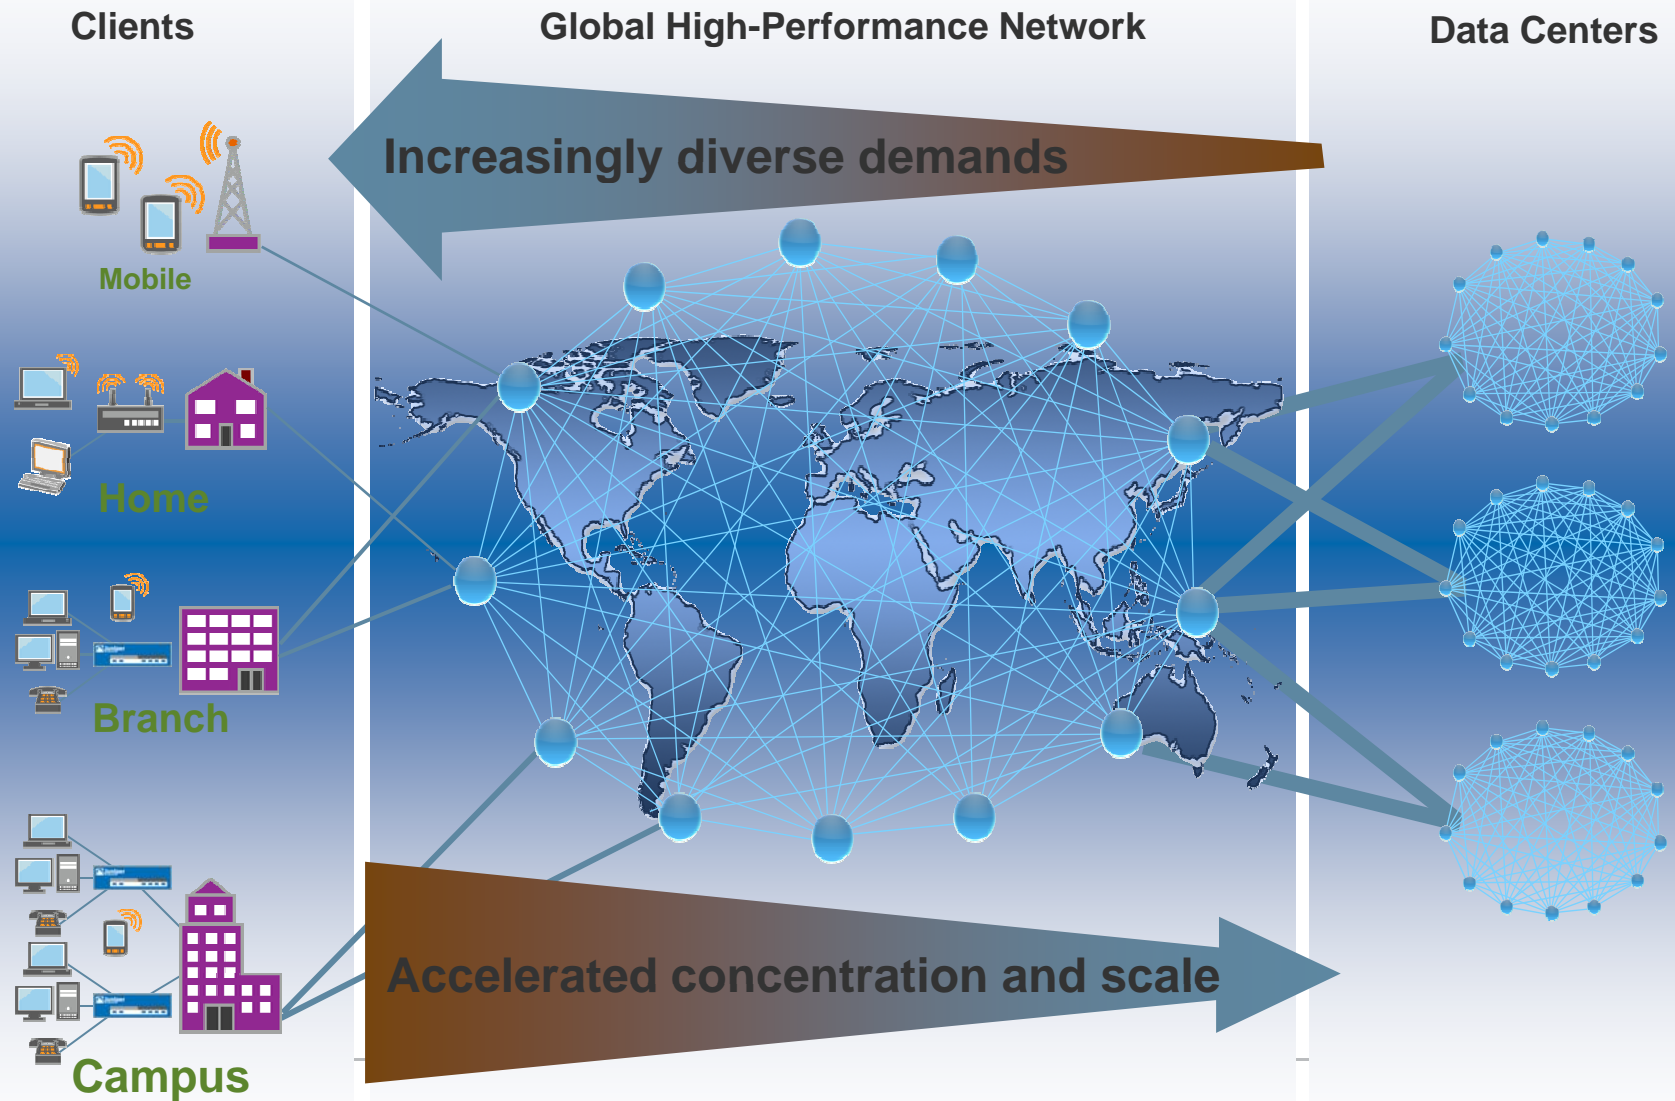 Clients
Global High-Performance Network
Data Centers
Increasingly diverse demands
Mobile
Home
Branch
Accelerated concentration and scale
Campus